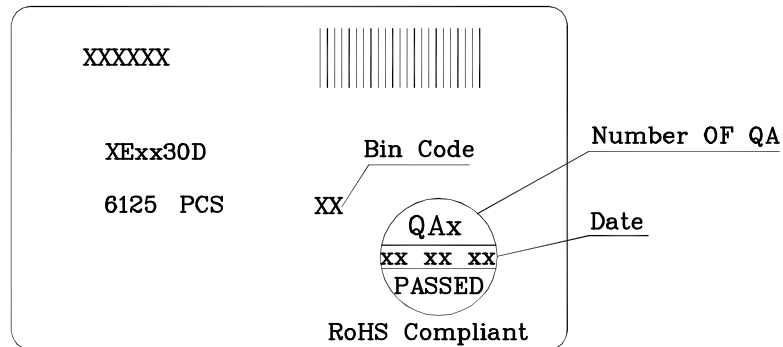 XXXXXX
XExx30D
Bin Code
Number OF QA
6125 PCS
XX
QAx
Date
xx xx xx
PASSED
RoHS Compliant